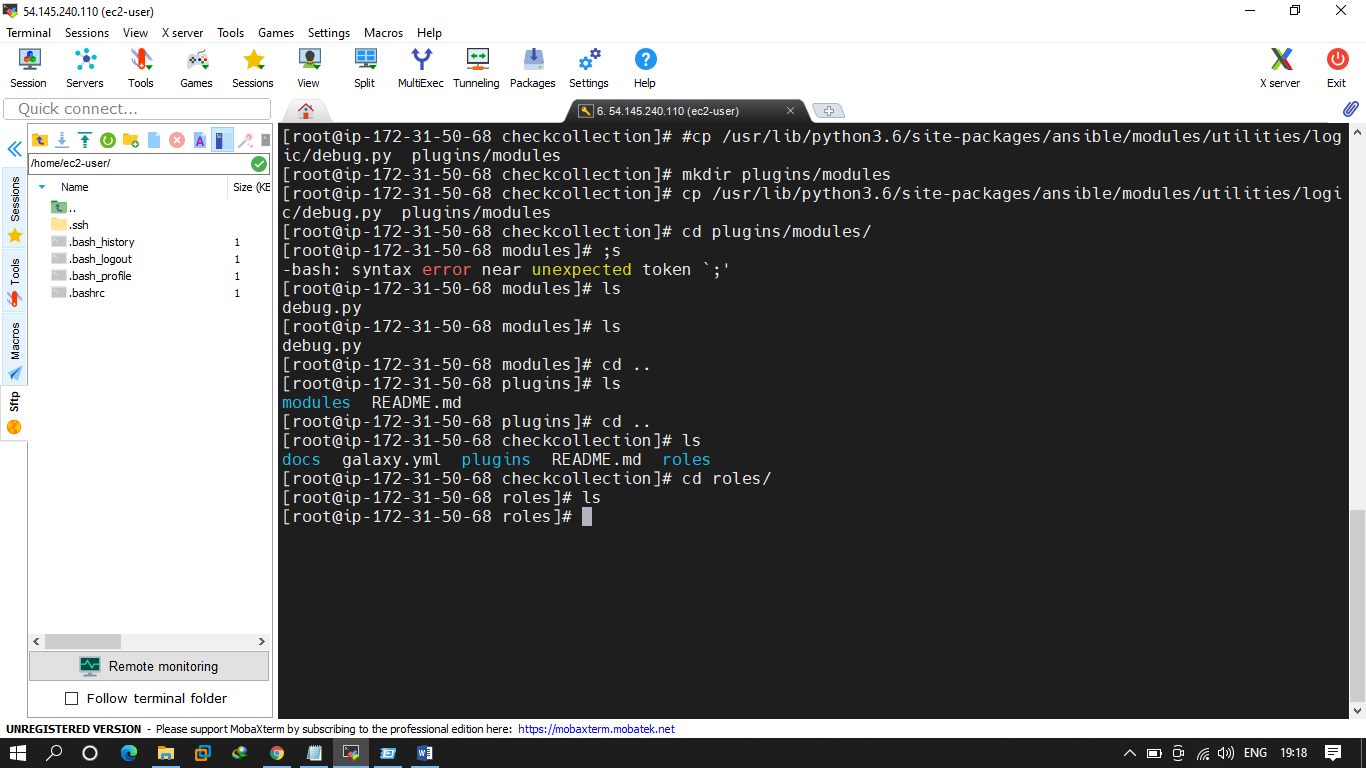 54.145.240.110 (ec2-user)
Terminal Sessions View X server Tools Games Settings Macros Help
Session Servers Tools Games Sessions View Split MultiExec Tunneling Packages Settings Help X server Exit
Quick connect...
6. 54.145.240.110 (ec2-user)
/home/ec2-user/
Name Size (KB
..
.ssh
.bash_history 1
.bash_logout 1
.bash_profile 1
.bashrc 1
Sessions
Tools
Macros
Sftp
[root@ip-172-31-50-68 checkcollection]# #cp /usr/lib/python3.6/site-packages/ansible/modules/utilities/log
ic/debug.py  plugins/modules
[root@ip-172-31-50-68 checkcollection]# mkdir plugins/modules
[root@ip-172-31-50-68 checkcollection]# cp /usr/lib/python3.6/site-packages/ansible/modules/utilities/logi
c/debug.py  plugins/modules
[root@ip-172-31-50-68 checkcollection]# cd plugins/modules/
[root@ip-172-31-50-68 modules]# ;s
-bash: syntax error near unexpected token `;'
[root@ip-172-31-50-68 modules]# ls
debug.py
[root@ip-172-31-50-68 modules]# ls
debug.py
[root@ip-172-31-50-68 modules]# cd ..
[root@ip-172-31-50-68 plugins]# ls
modules  README.md
[root@ip-172-31-50-68 plugins]# cd ..
[root@ip-172-31-50-68 checkcollection]# ls
docs  galaxy.yml  plugins  README.md  roles
[root@ip-172-31-50-68 checkcollection]# cd roles/
[root@ip-172-31-50-68 roles]# ls
[root@ip-172-31-50-68 roles]#
Remote monitoring
Follow terminal folder
UNREGISTERED VERSION - Please support MobaXterm by subscribing to the professional edition here: https://mobaxterm.mobatek.net
ENG 19:18